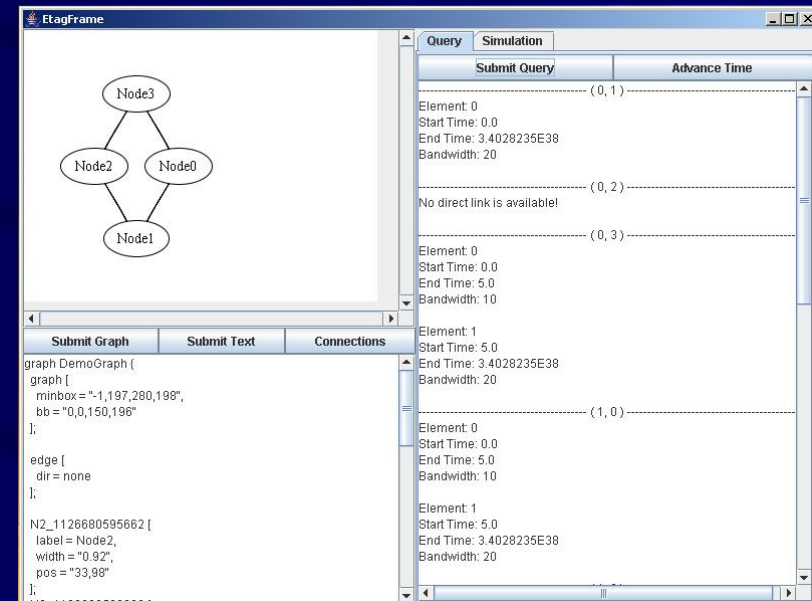 EtagFrame
Node3
Node2
Node0
Node1
Submit Graph
Submit Text
Connections
graph DemoGraph {
graph [
minbox = "-1,197,280,198",
bb = "0,0,150,196"
];
edge [
dir = none
];
N2_1126680595662 [
label = Node2,
width = "0.92",
pos = "33,98"
];
Query
Simulation
Submit Query
Advance Time
---------------------------------------- ( 0, 1 ) ----------------------------------------
Element: 0
Start Time: 0.0
End Time: 3.4028235E38
Bandwidth: 20
---------------------------------------- ( 0, 2 ) ----------------------------------------
No direct link is available!
---------------------------------------- ( 0, 3 ) ----------------------------------------
Element: 0
Start Time: 0.0
End Time: 5.0
Bandwidth: 10
Element: 1
Start Time: 5.0
End Time: 3.4028235E38
Bandwidth: 20
---------------------------------------- ( 1, 0 ) ----------------------------------------
Element: 0
Start Time: 0.0
End Time: 5.0
Bandwidth: 10
Element: 1
Start Time: 5.0
End Time: 3.4028235E38
Bandwidth: 20